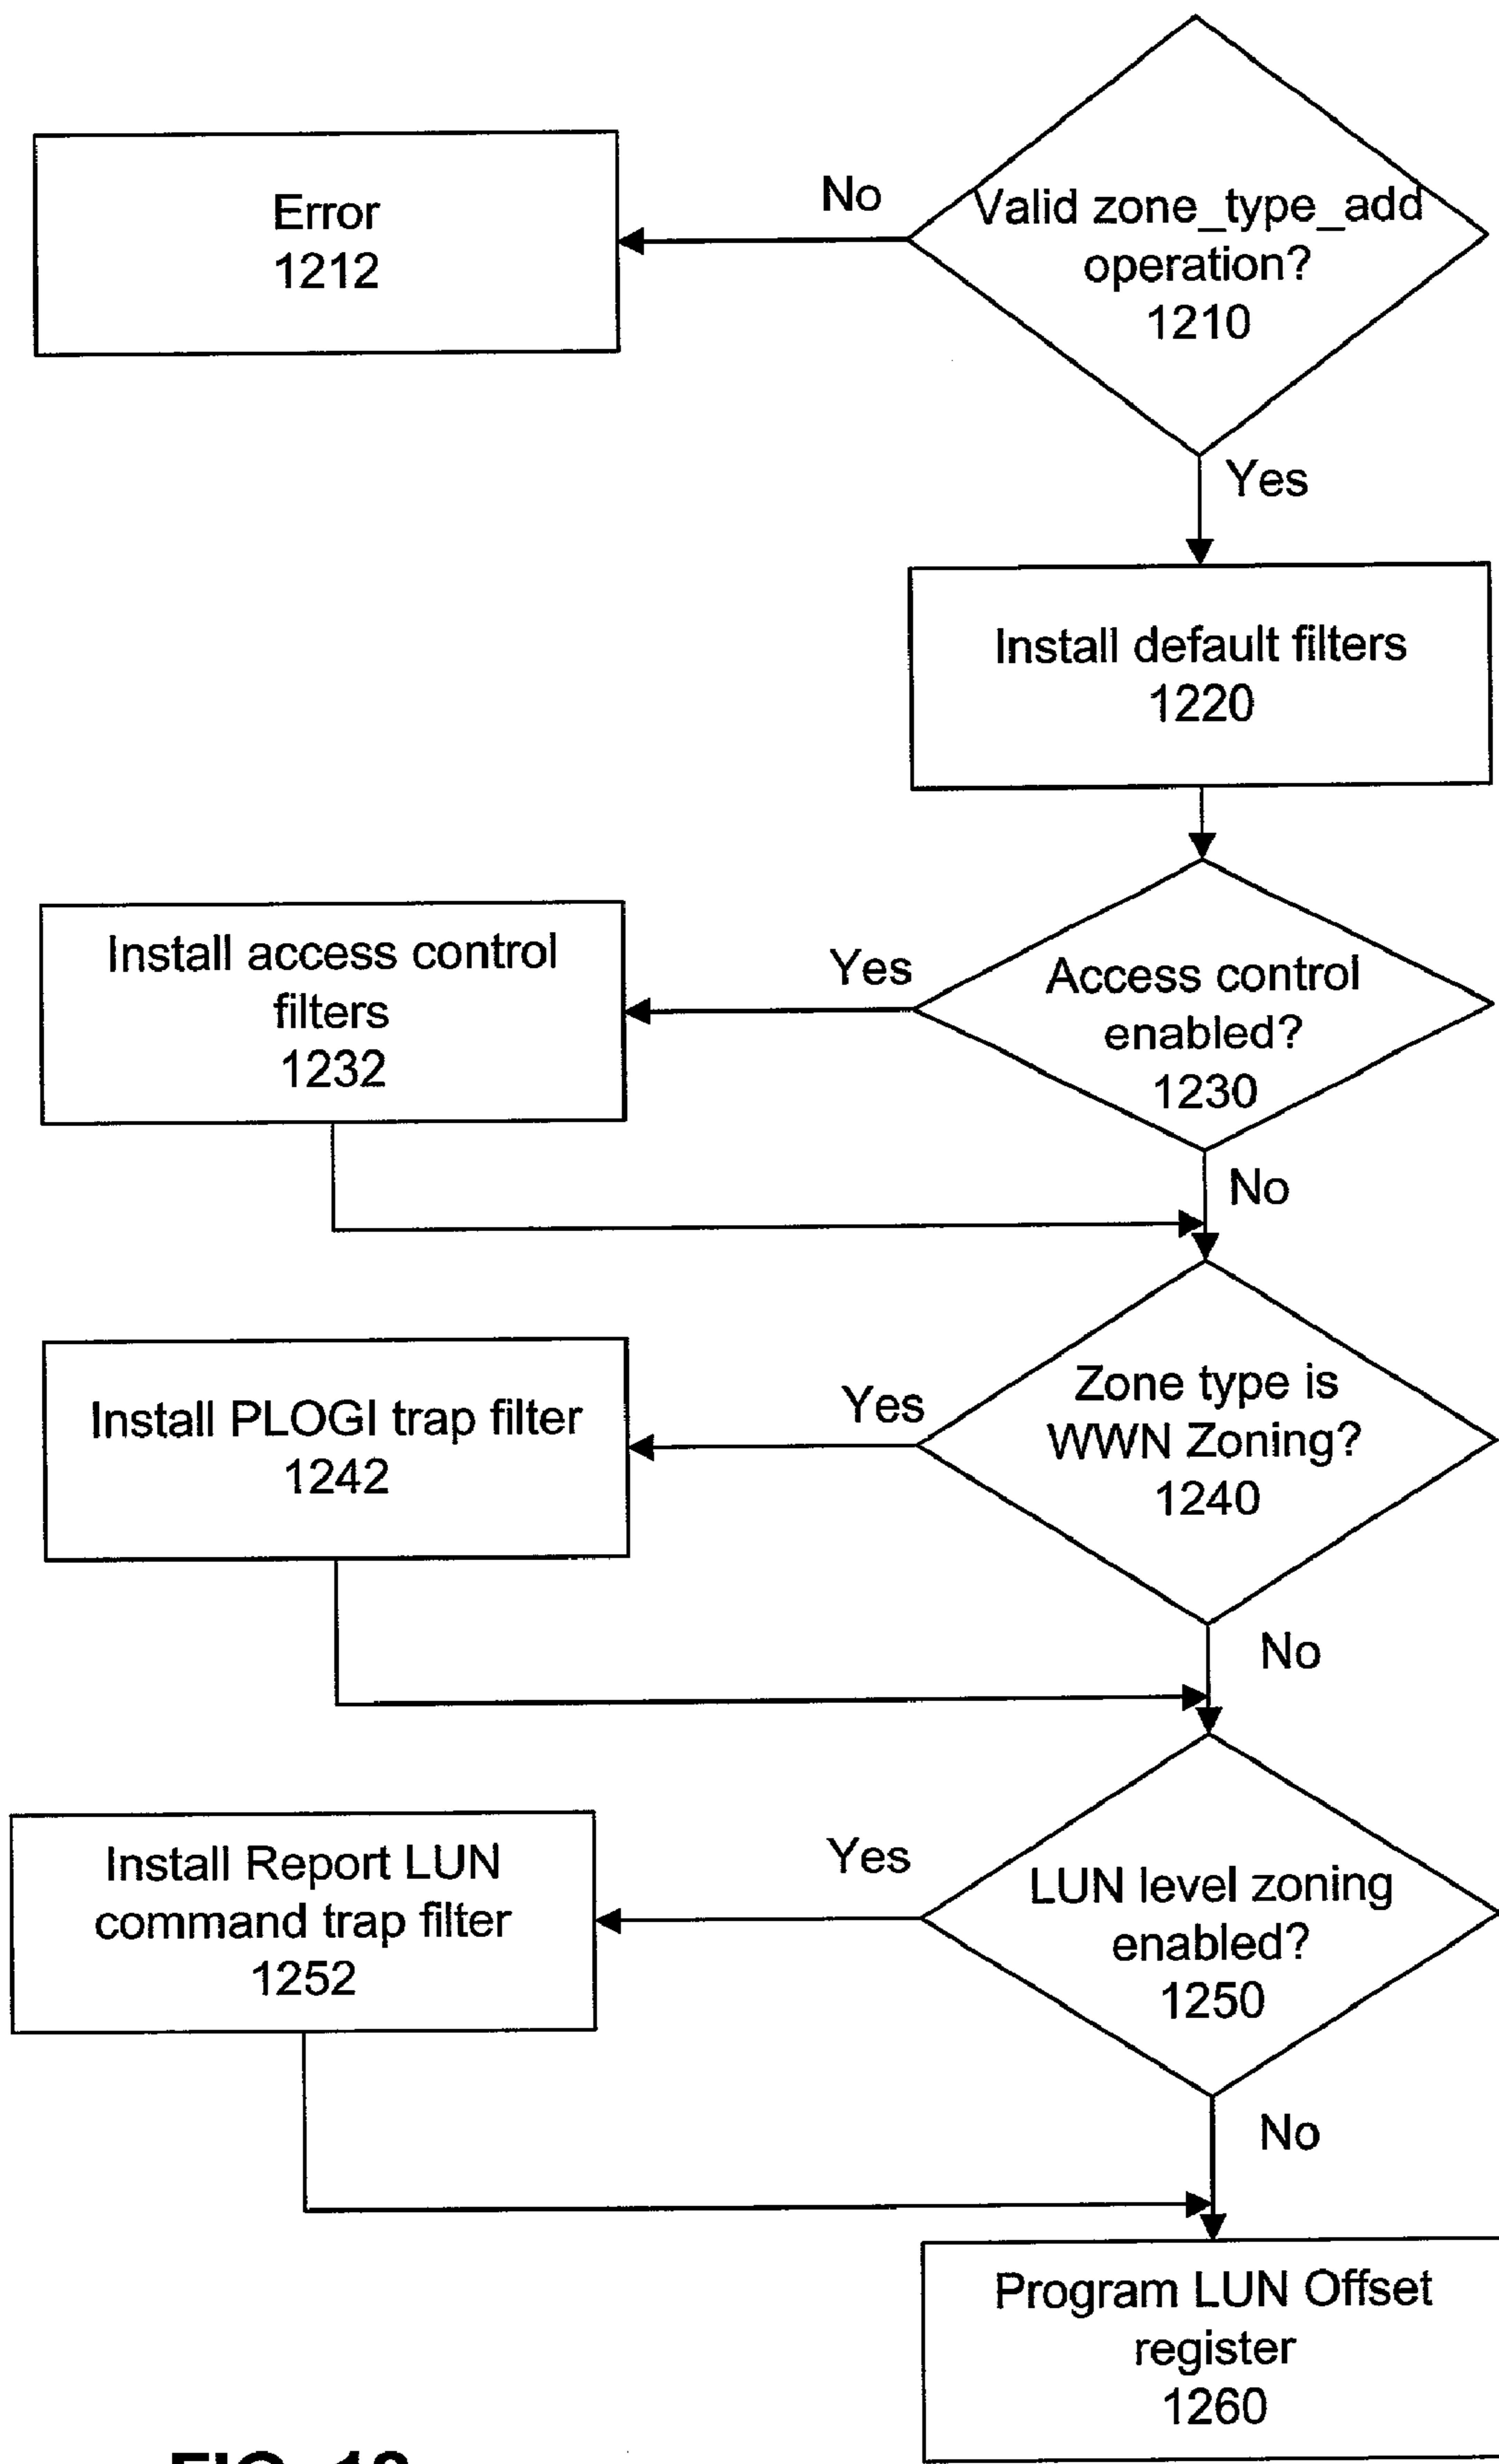 Valid zone_type_add
operation?
1210
No
Error
1212
Yes
Install default filters
1220
Access control
enabled?
1230
Yes
Install access control
filters
1232
No
Zone type is
WWN Zoning?
1240
Yes
Install PLOGI trap filter
1242
No
LUN level zoning
enabled?
1250
Yes
Install Report LUN
command trap filter
1252
No
Program LUN Offset
register
1260
FIG.